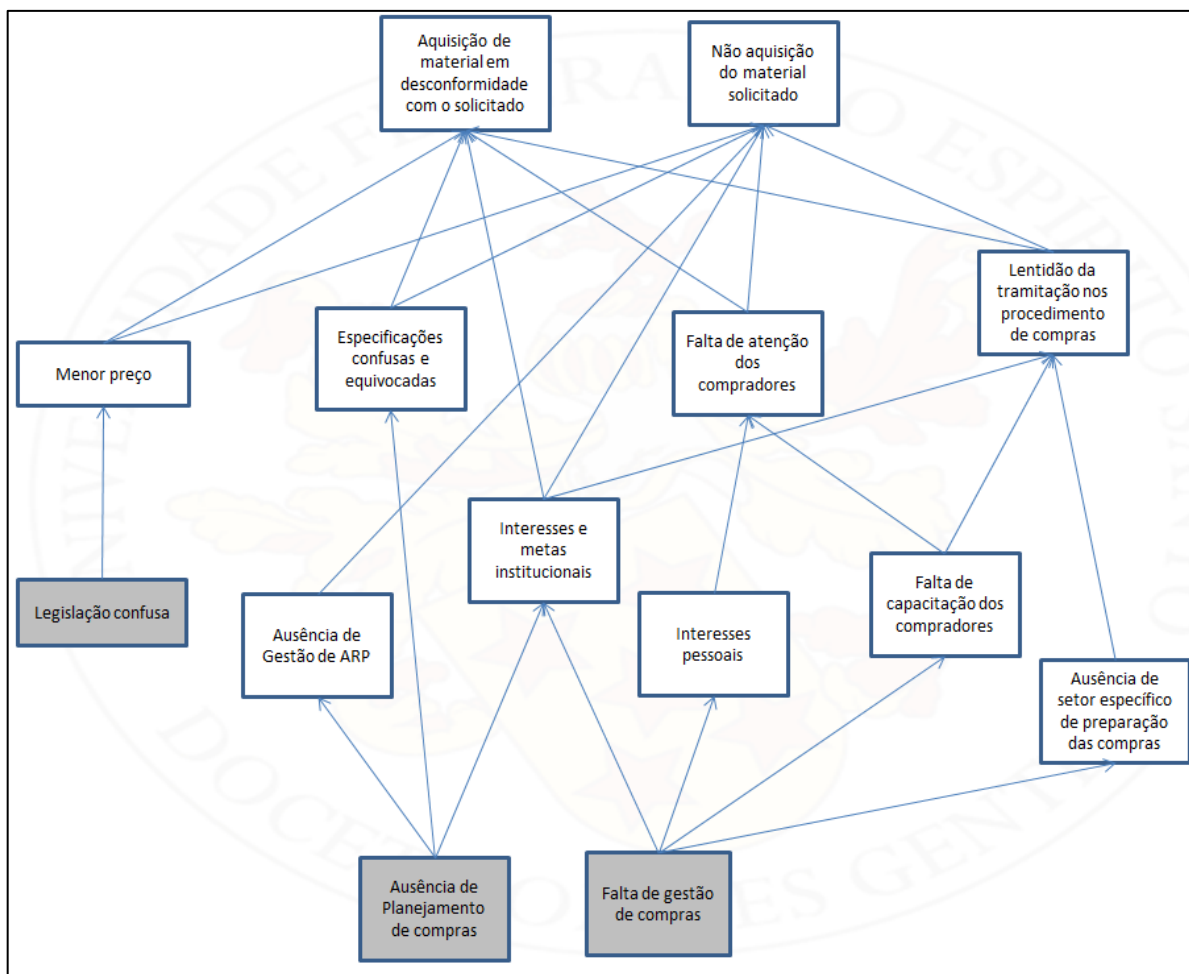 Aquisição de
material em
desconformidade
com o solicitado
Não aquisição
do material
solicitado
Menor preço
Especificações
confusas e
equivocadas
Falta de atenção
dos
compradores
Lentidão da
tramitação nos
procedimento
de compras
Legislação confusa
Ausência de
Gestão de ARP
Interesses e
metas
institucionais
Interesses
pessoais
Falta de
capacitação dos
compradores
Ausência de
setor específico
de preparação
das compras
Ausência de
Planejamento
de compras
Falta de gestão
de compras